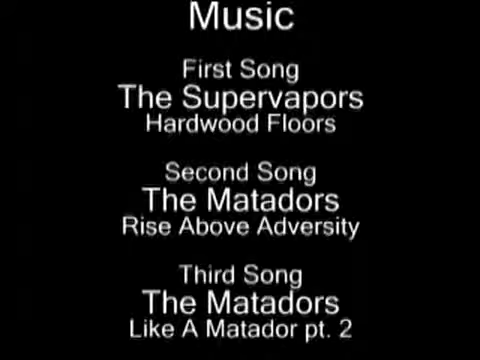 Music
First Song
The Supervapors
Hardwood Floors
Second Song
The Matadors
Rise Above Adversity
Third Song
The Matadors
Like A Matador pt. 2